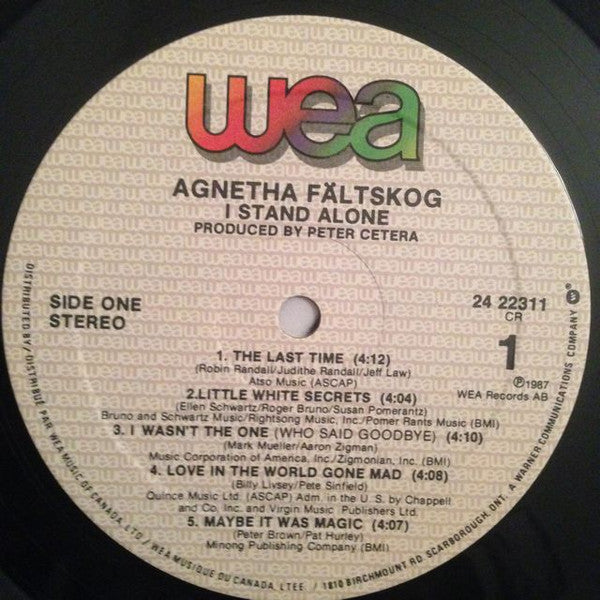 wea
AGNETHA FÄLTSKOG
I STAND ALONE
PRODUCED BY PETER CETERA
SIDE ONE
STEREO
24 22311
CR
1
℗1987
WEA Records AB
1. THE LAST TIME (4:12)
(Robin Randall/Judithe Randall/Jeff Law)
Atso Music (ASCAP)
2.LITTLE WHITE SECRETS (4:04)
(Ellen Schwartz/Roger Bruno/Susan Pomerantz)
Bruno and Schwartz Music/Rightsong Music, Inc./Pomer Rants Music (BMI)
3. I WASN'T THE ONE (WHO SAID GOODBYE) (4:10)
(Mark Mueller/Aaron Zigman)
Music Corporation of America, Inc./Zigmonian, Inc. (BMI)
4. LOVE IN THE WORLD GONE MAD (4:08)
(Billy Livsey/Pete Sinfield)
Quince Music Ltd. (ASCAP) Adm. in the U. S. by Chappell
and Co. Inc. and Virgin Music Publishers Ltd.
5. MAYBE IT WAS MAGIC (4:07)
(Peter Brown/Pat Hurley)
Minong Publishing Company (BMI)
DISTRIBUTED BY/DISTRIBUÉ PAR WEA MUSIC OF CANADA, LTD./WEA MUSIQUE DU CANADA, LTEE. / 1810 BIRCHMOUNT RD. SCARBOROUGH, ONT. A WARNER COMMUNICATIONS COMPANY ®